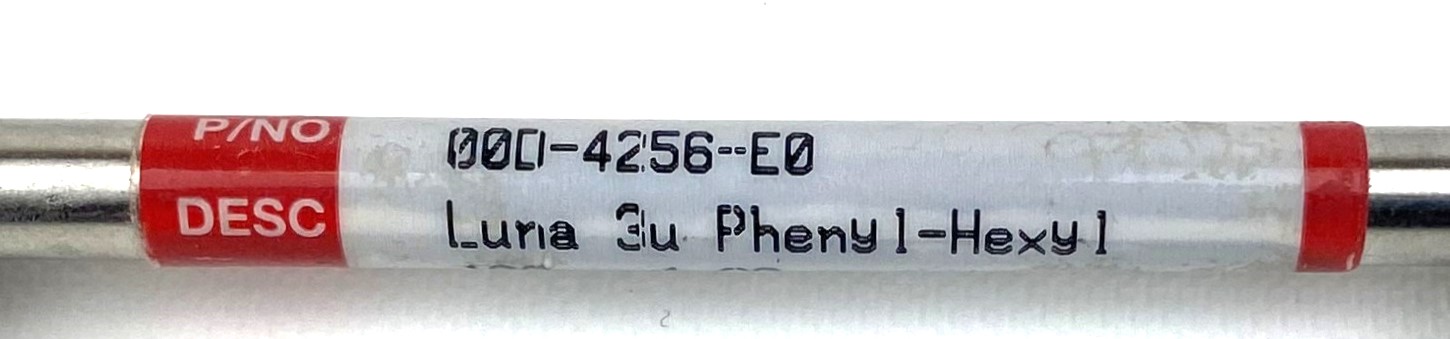 P/NO 00D-4256-E0
DESC Luna 3u Phenyl-Hexyl